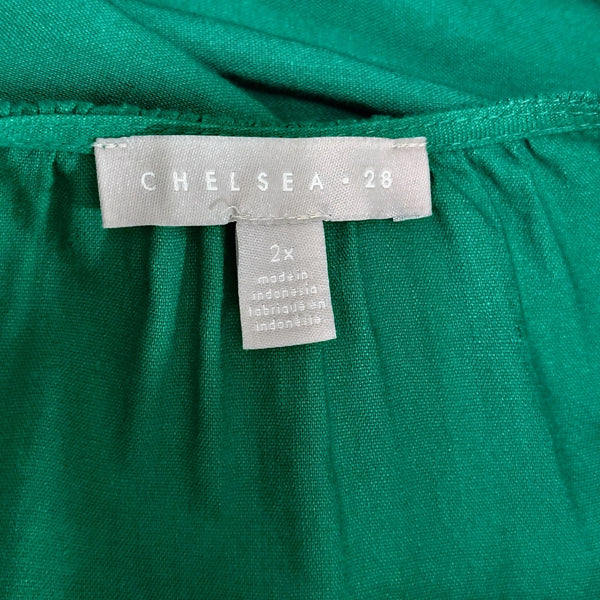 CHELSEA • 28
2x
made in
indonesia
fabriqué en
indonésie